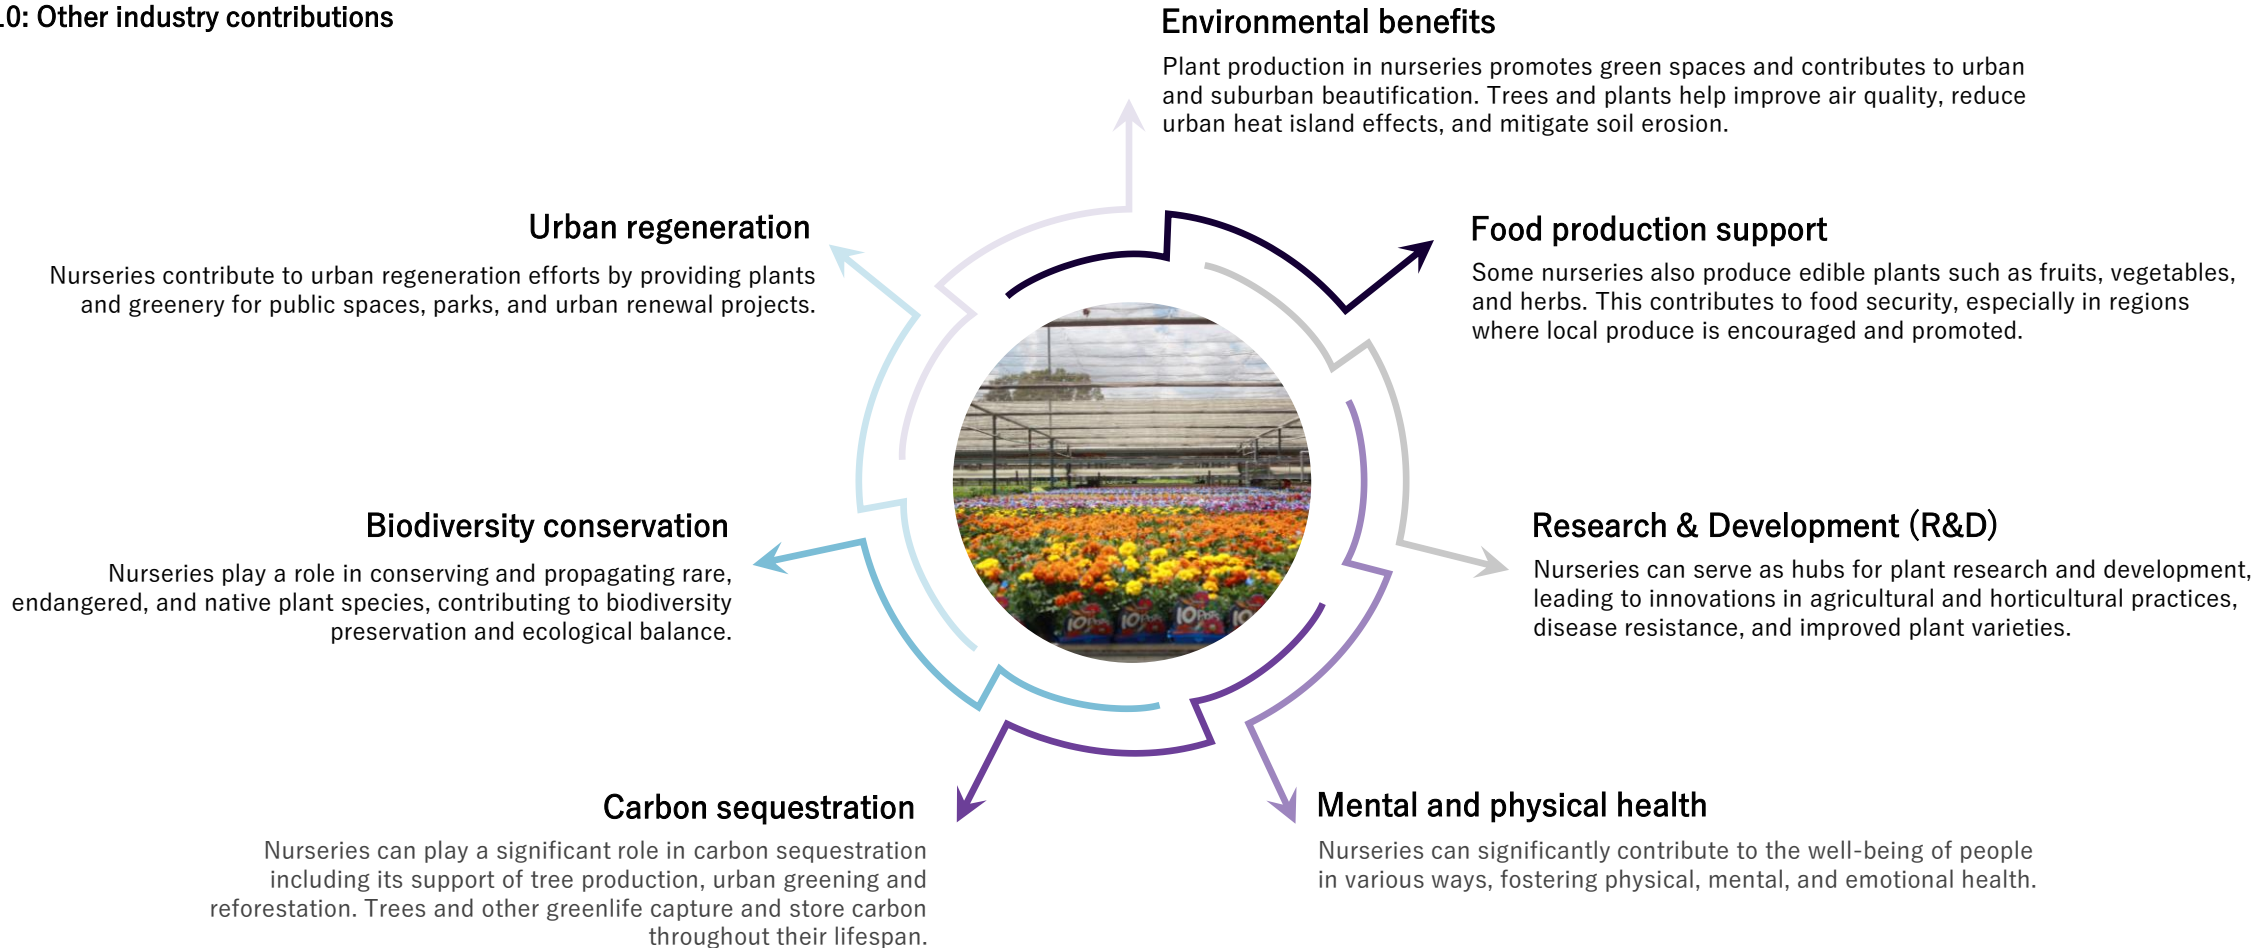 .0: Other industry contributions
Environmental benefits
Plant production in nurseries promotes green spaces and contributes to urban
and suburban beautification. Trees and plants help improve air quality, reduce
urban heat island effects, and mitigate soil erosion.
Urban regeneration
Nurseries contribute to urban regeneration efforts by providing plants
and greenery for public spaces, parks, and urban renewal projects.
Food production support
Some nurseries also produce edible plants such as fruits, vegetables,
and herbs. This contributes to food security, especially in regions
where local produce is encouraged and promoted.
Biodiversity conservation
Nurseries play a role in conserving and propagating rare,
endangered, and native plant species, contributing to biodiversity
preservation and ecological balance.
Research & Development (R&D)
Nurseries can serve as hubs for plant research and development,
leading to innovations in agricultural and horticultural practices,
disease resistance, and improved plant varieties.
Carbon sequestration
Nurseries can play a significant role in carbon sequestration
including its support of tree production, urban greening and
reforestation. Trees and other greenlife capture and store carbon
throughout their lifespan.
Mental and physical health
Nurseries can significantly contribute to the well-being of people
in various ways, fostering physical, mental, and emotional health.